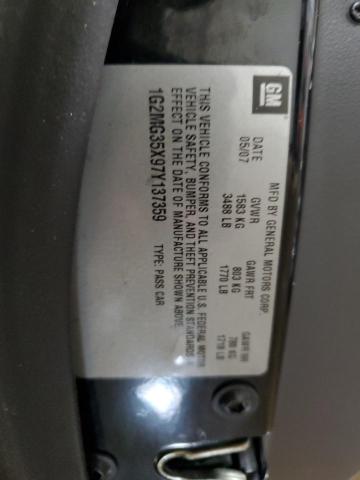 GM
MFD BY GENERAL MOTORS CORP.
DATE GVWR GAWR FRT GAWR RR
05/07 1583 KG 803 KG 780 KG
3488 LB 1770 LB 1718 LB
THIS VEHICLE CONFORMS TO ALL APPLICABLE U.S. FEDERAL MOTOR
VEHICLE SAFETY, BUMPER, AND THEFT PREVENTION STANDARDS IN
EFFECT ON THE DATE OF MANUFACTURE SHOWN ABOVE.
1G2MG35X97Y137359 TYPE: PASS CAR